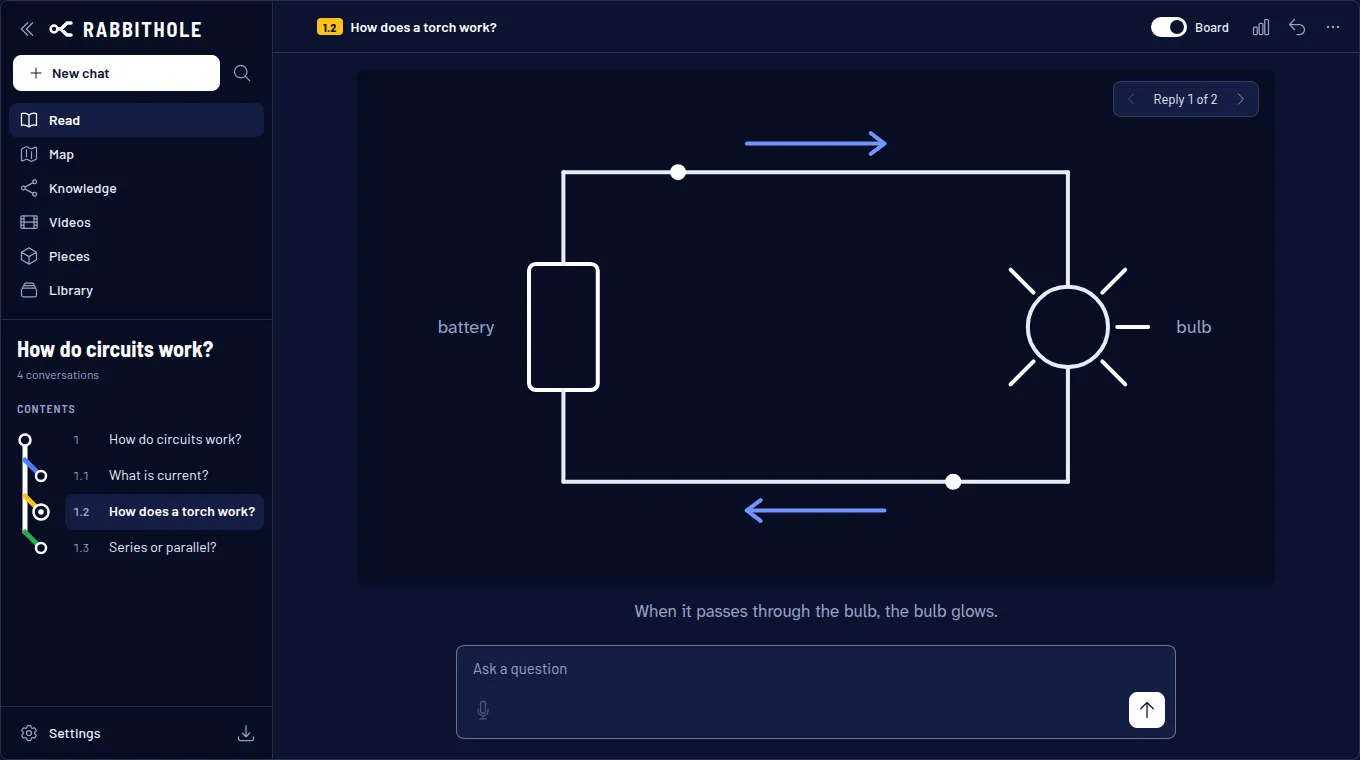 RABBITHOLE
New chat
Read
Map
Knowledge
Videos
Pieces
Library
How do circuits work?
4 conversations
CONTENTS
1 How do circuits work?
1.1 What is current?
1.2 How does a torch work?
1.3 Series or parallel?
Settings
1.2 How does a torch work?
Board
Reply 1 of 2
battery
bulb
When it passes through the bulb, the bulb glows.
Ask a question